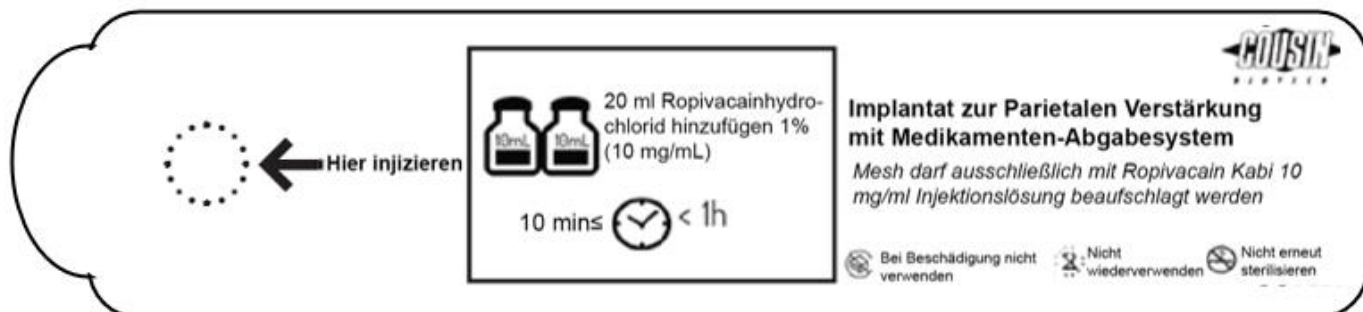 COUSIN
BIOTECH
Implantat zur Parietalen Verstärkung
mit Medikamenten-Abgabesystem
Mesh darf ausschließlich mit Ropivacain Kabi 10
mg/ml Injektionslösung beaufschlagt werden
Hier injizieren
10mL 10mL
20 ml Ropivacainhydro-
chlorid hinzufügen 1%
(10 mg/mL)
10 min≤ < 1h
Bei Beschädigung nicht
verwenden
Nicht
wiederverwenden
Nicht erneut
sterilisieren